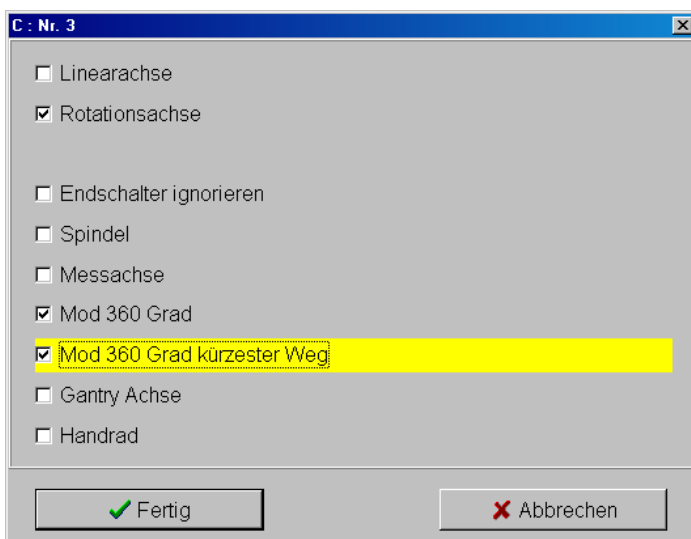 C : Nr. 3
Linearachse
Rotationsachse
Endschalter ignorieren
Spindel
Messachse
Mod 360 Grad
Mod 360 Grad kürzester Weg
Gantry Achse
Handrad
Fertig
Abbrechen